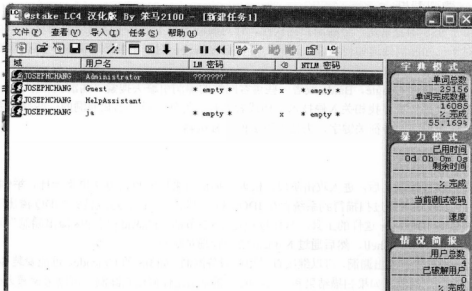 @stake LC4 汉化版 By 笨马2100 - [新建任务1]
文件(F) 查看(V) 导入(I) 任务(S) 帮助(H)
域 用户名 LM 密码 <8 NTLM 密码
JOSEPHCHANG Administrator ???????
JOSEPHCHANG Guest * empty * x * empty *
JOSEPHCHANG HelpAssistant
JOSEPHCHANG ja * empty * x * empty *
字典模式
单词总数
29156
单词完成数量
16085
% 完成
55.169%
暴力模式
已用时间
0d 0h 0m 0s
剩余时间
% 完成
当前测试密码
速度
情况简报
用户总数
4
已破解用户
% 完成